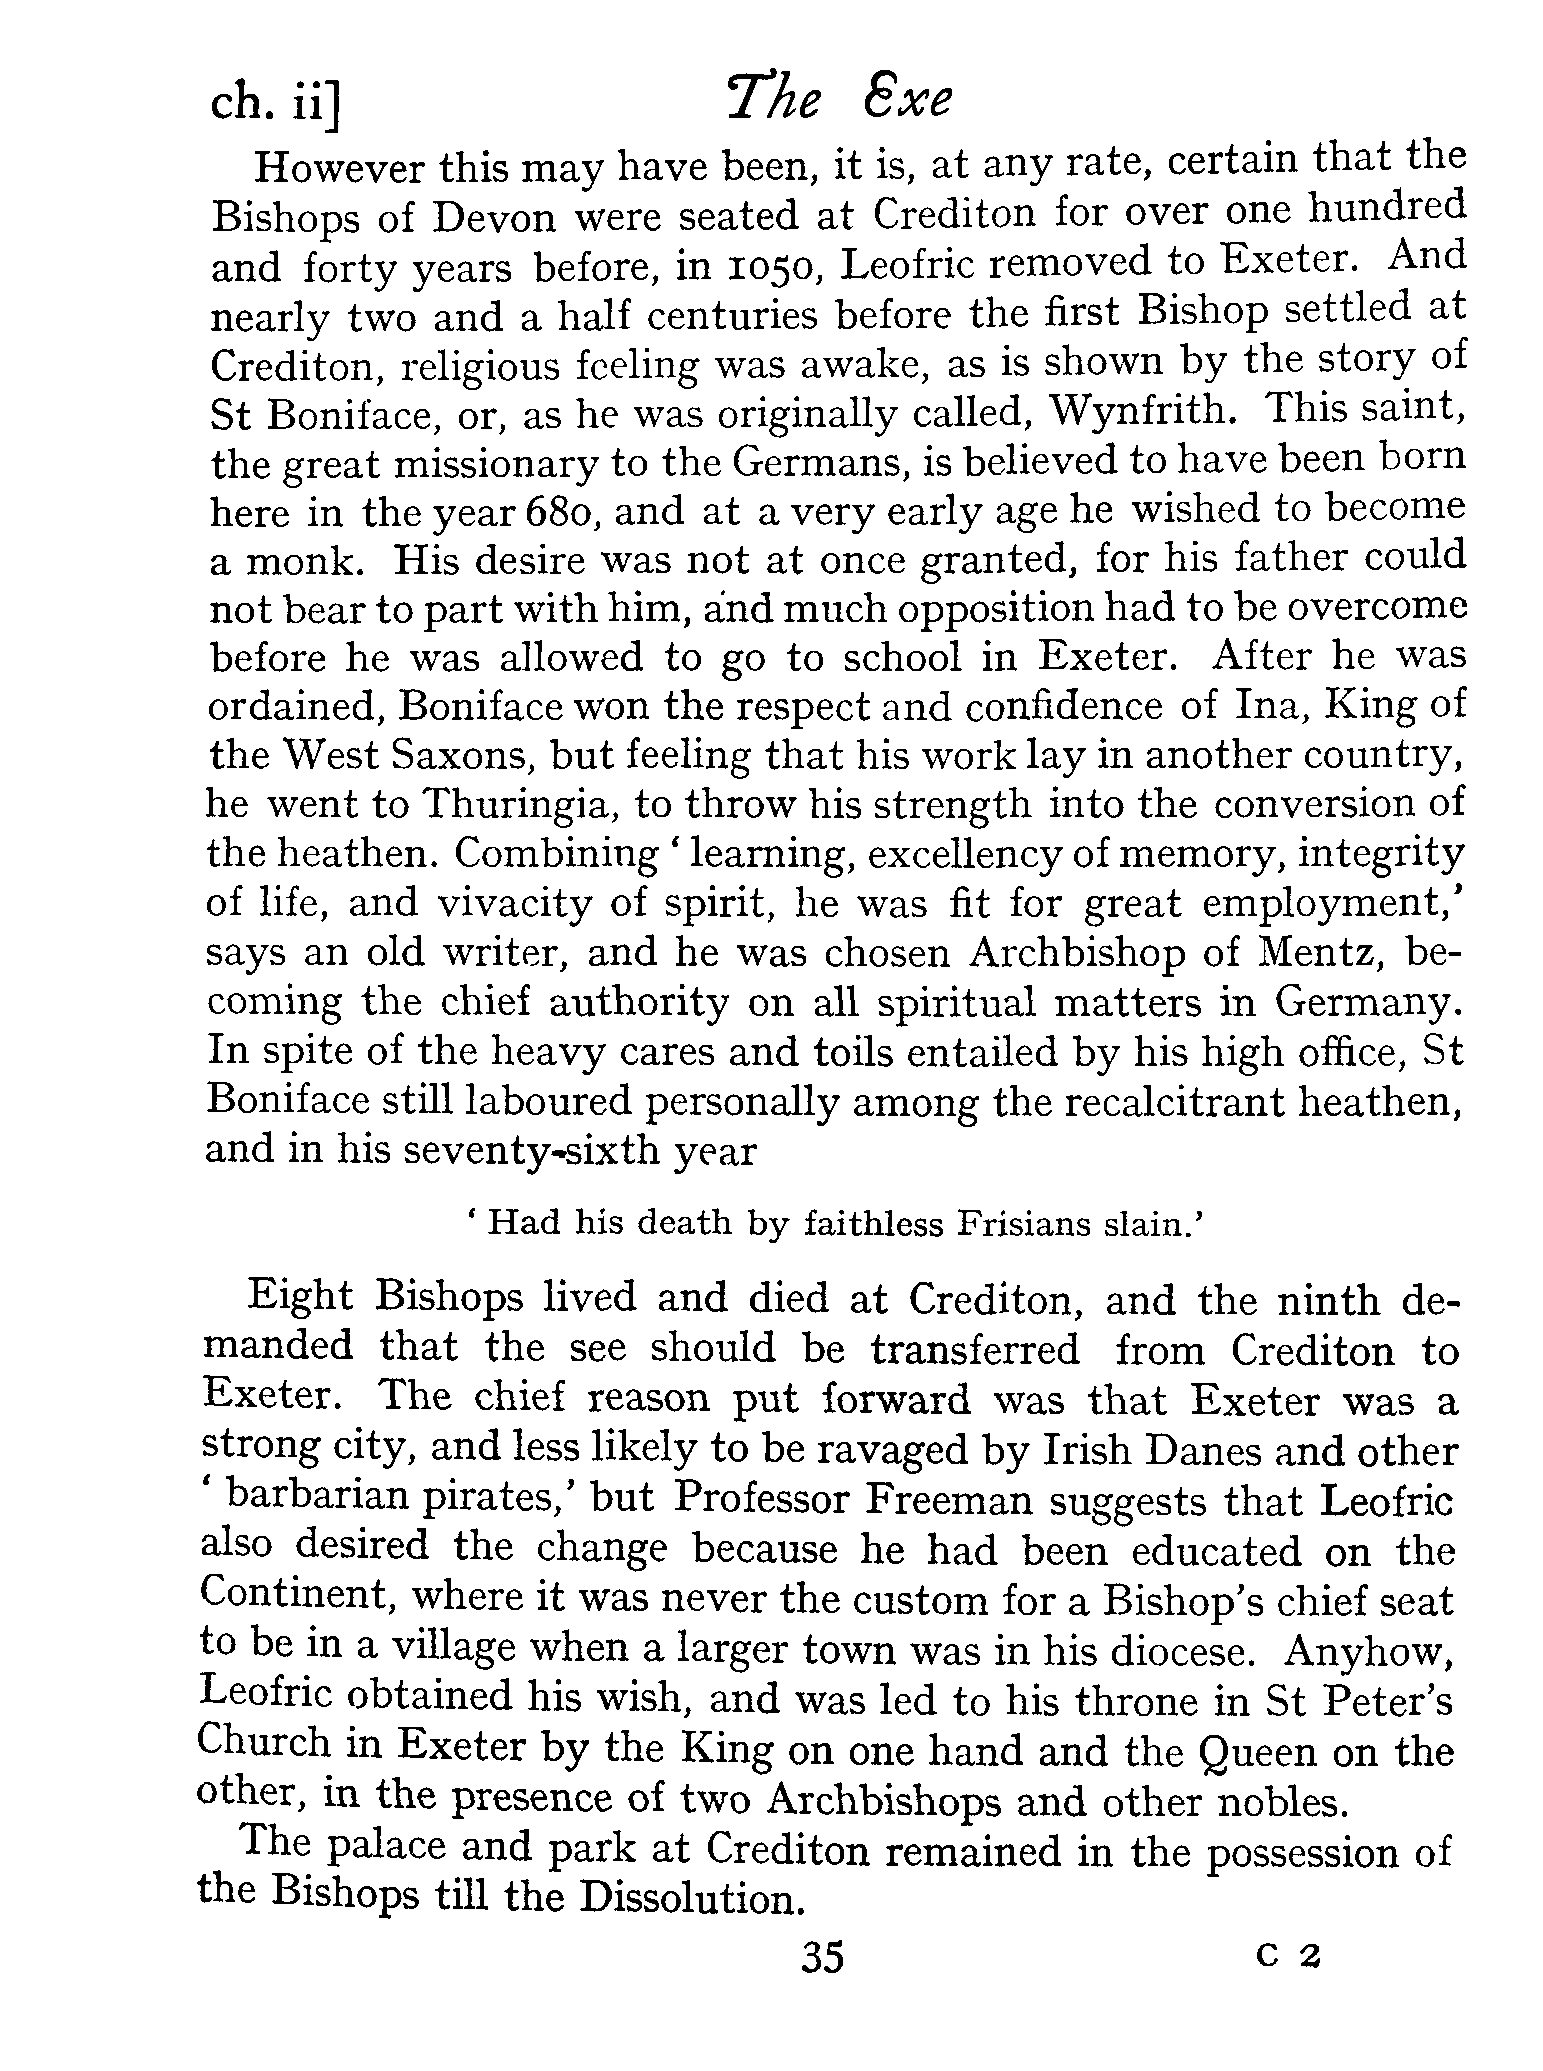 ch. ii] The Exe
However this may have been, it is, at any rate, certain that the
Bishops of Devon were seated at Crediton for over one hundred
and forty years before, in 1050, Leofric removed to Exeter. And
nearly two and a half centuries before the first Bishop settled at
Crediton, religious feeling was awake, as is shown by the story of
St Boniface, or, as he was originally called, Wynfrith. This saint,
the great missionary to the Germans, is believed to have been born
here in the year 680, and at a very early age he wished to become
a monk. His desire was not at once granted, for his father could
not bear to part with him, and much opposition had to be overcome
before he was allowed to go to school in Exeter. After he was
ordained, Boniface won the respect and confidence of Ina, King of
the West Saxons, but feeling that his work lay in another country,
he went to Thuringia, to throw his strength into the conversion of
the heathen. Combining ‘ learning, excellency of memory, integrity
of life, and vivacity of spirit, he was fit for great employment,’
says an old writer, and he was chosen Archbishop of Mentz, be-
coming the chief authority on all spiritual matters in Germany.
In spite of the heavy cares and toils entailed by his high office, St
Boniface still laboured personally among the recalcitrant heathen,
and in his seventy-sixth year
‘ Had his death by faithless Frisians slain.’
Eight Bishops lived and died at Crediton, and the ninth de-
manded that the see should be transferred from Crediton to
Exeter. The chief reason put forward was that Exeter was a
strong city, and less likely to be ravaged by Irish Danes and other
‘ barbarian pirates,’ but Professor Freeman suggests that Leofric
also desired the change because he had been educated on the
Continent, where it was never the custom for a Bishop’s chief seat
to be in a village when a larger town was in his diocese. Anyhow,
Leofric obtained his wish, and was led to his throne in St Peter’s
Church in Exeter by the King on one hand and the Queen on the
other, in the presence of two Archbishops and other nobles.
The palace and park at Crediton remained in the possession of
the Bishops till the Dissolution.
35 C 2